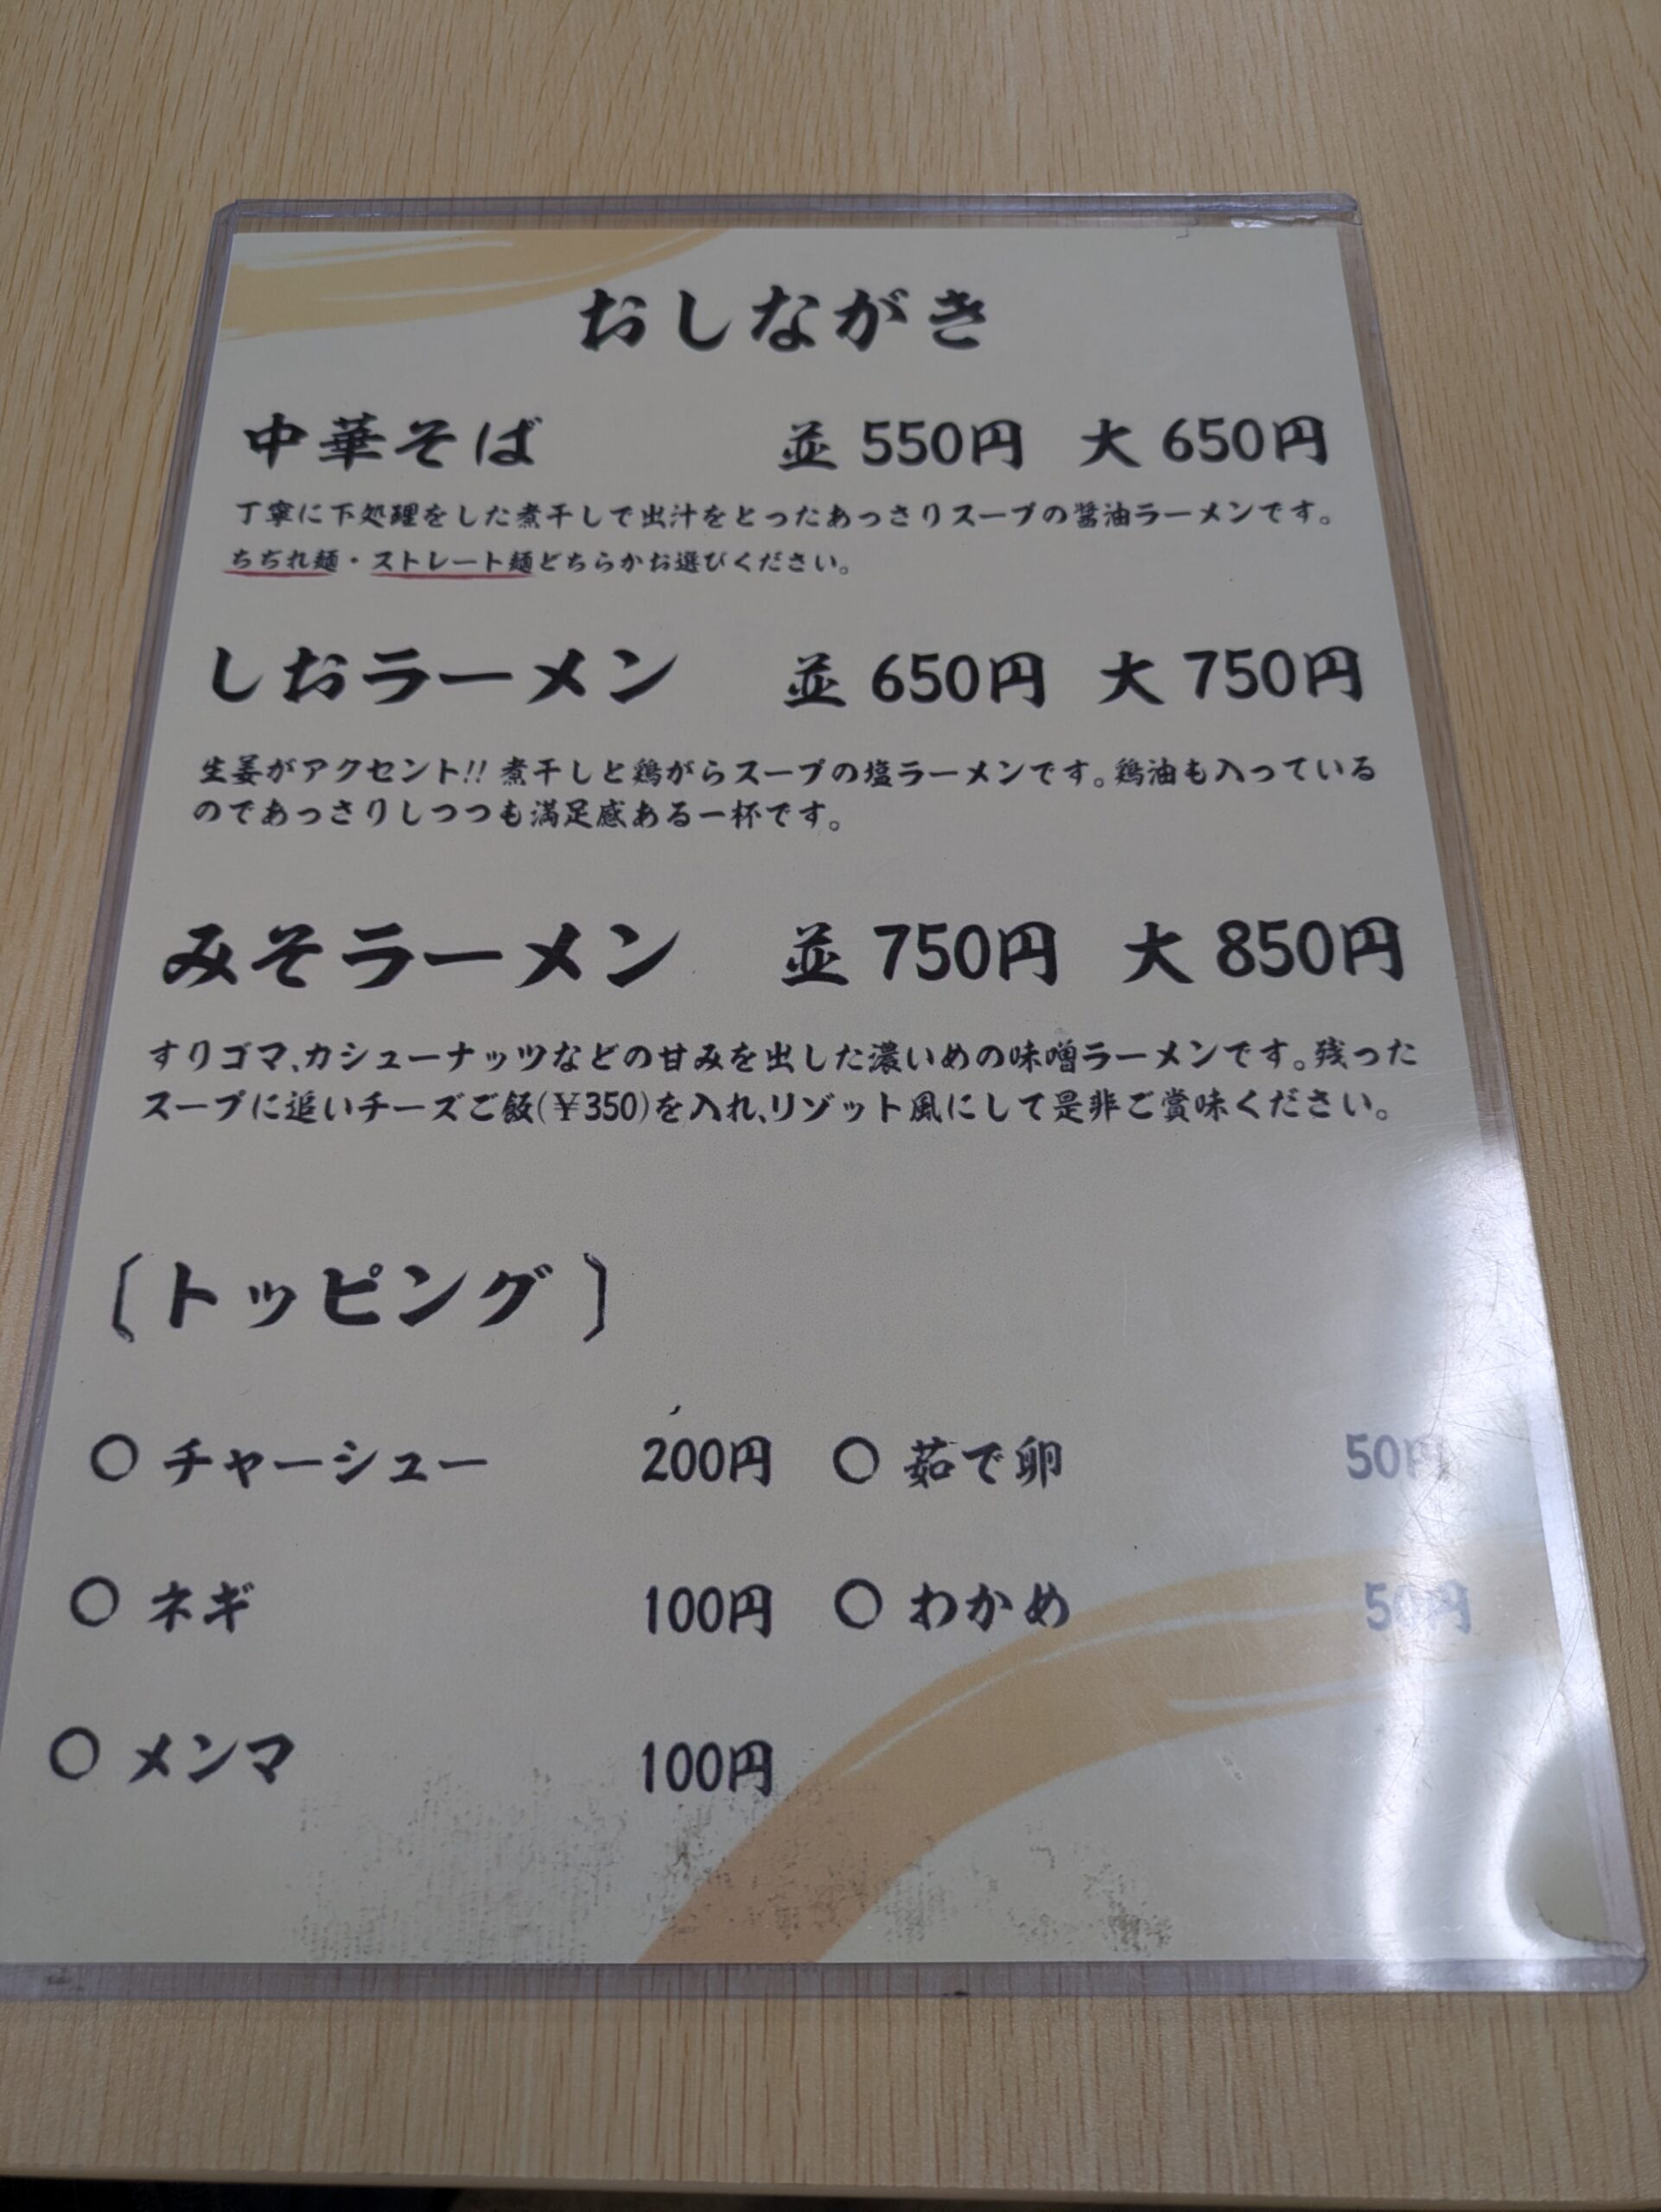 おしながき
中華そば 並 550円 大 650円
丁寧に下処理をした煮干しで出汁をとったあっさりスープの醤油ラーメンです。
ちぢれ麺・ストレート麺どちらかお選びください。
しおラーメン 並 650円 大 750円
生姜がアクセント!! 煮干しと鶏がらスープの塩ラーメンです。鶏油も入っている
のであっさりしつつも満足感ある一杯です。
みそラーメン 並 750円 大 850円
すりゴマ、カシューナッツなどの甘みを出した濃いめの味噌ラーメンです。残った
スープに追いチーズご飯(¥350)を入れ、リゾット風にして是非ご賞味ください。
〔トッピング〕
○ チャーシュー 200円 ○ 茹で卵 50円
○ ネギ 100円 ○ わかめ 50円
○ メンマ 100円